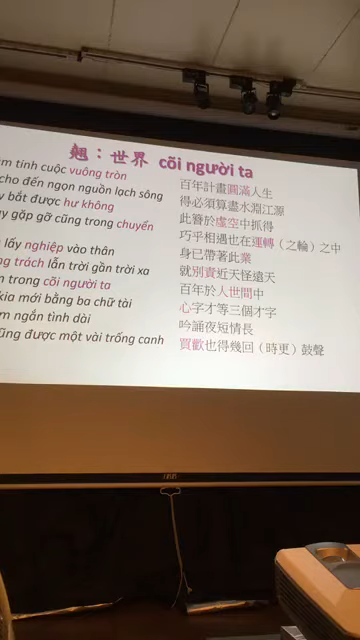 翹：世界 cõi người ta
tính cuộc vuông tròn
cho đến ngọn nguồn lạch sông
bắt được hư không
gặp gỡ cũng trong chuyển
lấy nghiệp vào thân
trách lẫn trời gần trời xa
trong cõi người ta
kia mới bằng ba chữ tài
ngắn tình dài
cũng được một vài trống canh
百年計畫圓滿人生
得必須算盡水淵江源
此簪於虛空中抓得
巧乎相遇也在運轉（之輪）之中
身已帶著此業
就別責近天怪遠天
百年於人世間中
心字才等三個才字
吟誦夜短情長
買歡也得幾回（時更）鼓聲